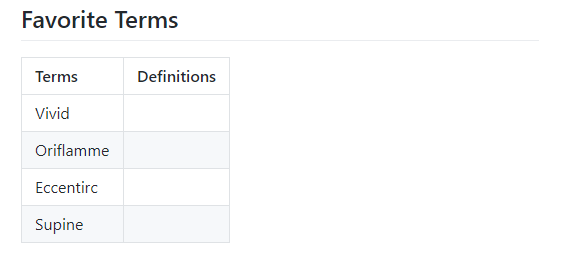 Favorite Terms
Terms Definitions
Vivid
Oriflamme
Eccentirc
Supine